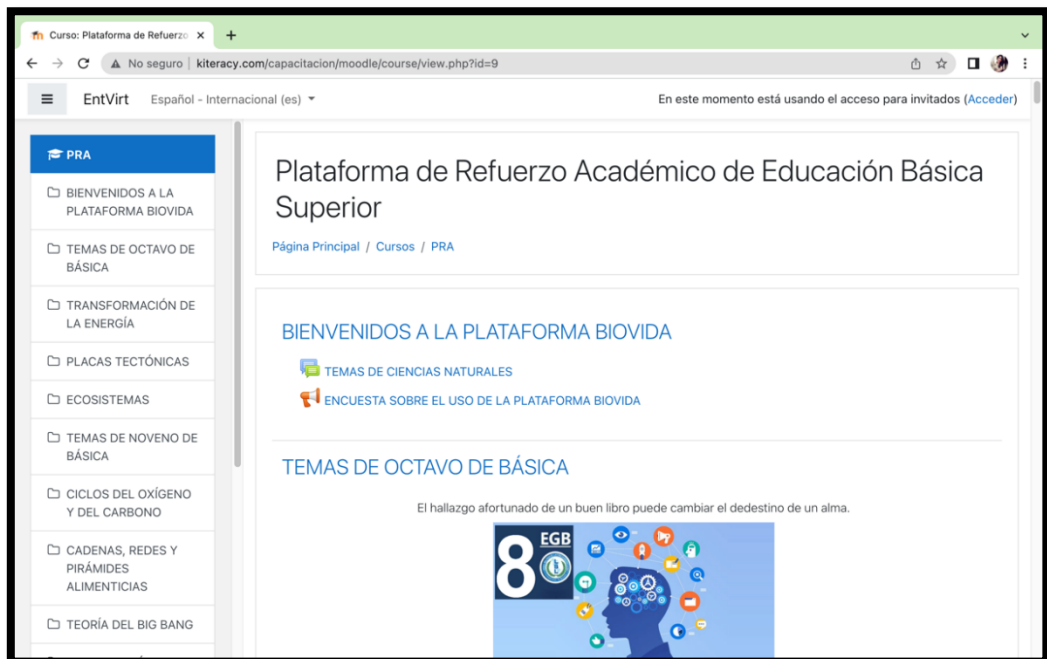 Curso: Plataforma de Refuerzo
No seguro | kiteracy.com/capacitacion/moodle/course/view.php?id=9
EntVirt Español - Internacional (es)
En este momento está usando el acceso para invitados (Acceder)
PRA
BIENVENIDOS A LA
PLATAFORMA BIOVIDA
TEMAS DE OCTAVO DE
BÁSICA
TRANSFORMACIÓN DE
LA ENERGÍA
PLACAS TECTÓNICAS
ECOSISTEMAS
TEMAS DE NOVENO DE
BÁSICA
CICLOS DEL OXÍGENO
Y DEL CARBONO
CADENAS, REDES Y
PIRÁMIDES
ALIMENTICIAS
TEORÍA DEL BIG BANG
Plataforma de Refuerzo Académico de Educación Básica
Superior
Página Principal / Cursos / PRA
BIENVENIDOS A LA PLATAFORMA BIOVIDA
TEMAS DE CIENCIAS NATURALES
ENCUESTA SOBRE EL USO DE LA PLATAFORMA BIOVIDA
TEMAS DE OCTAVO DE BÁSICA
El hallazgo afortunado de un buen libro puede cambiar el dedestino de un alma.
8 EGB